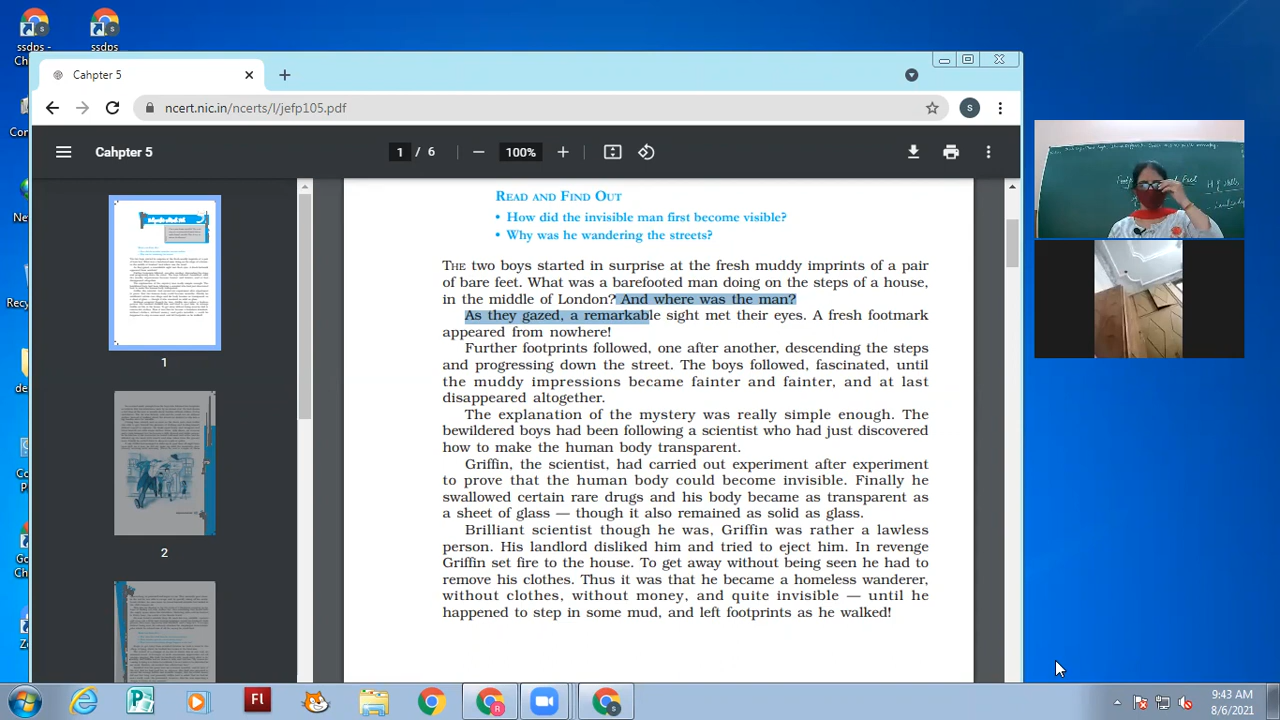 ssdps -
Ch
ssdps
Cahpter 5
ncert.nic.in/ncerts/l/jefp105.pdf
s
Cahpter 5
1 / 6
100%
READ AND FIND OUT
• How did the invisible man first become visible?
• Why was he wandering the streets?
THE two boys started in surprise at the fresh muddy imprints of a pair
of bare feet. What was a barefooted man doing on the steps of a house,
in the middle of London? And where was the man?
As they gazed, a remarkable sight met their eyes. A fresh footmark
appeared from nowhere!
Further footprints followed, one after another, descending the steps
and progressing down the street. The boys followed, fascinated, until
the muddy impressions became fainter and fainter, and at last
disappeared altogether.
The explanation of the mystery was really simple enough. The
bewildered boys had been following a scientist who had just discovered
how to make the human body transparent.
Griffin, the scientist, had carried out experiment after experiment
to prove that the human body could become invisible. Finally he
swallowed certain rare drugs and his body became as transparent as
a sheet of glass — though it also remained as solid as glass.
Brilliant scientist though he was, Griffin was rather a lawless
person. His landlord disliked him and tried to eject him. In revenge
Griffin set fire to the house. To get away without being seen he had to
remove his clothes. Thus it was that he became a homeless wanderer,
without clothes, without money, and quite invisible — until he
happened to step in some mud, and left footprints as he walked!
1
2
9:43 AM
8/6/2021